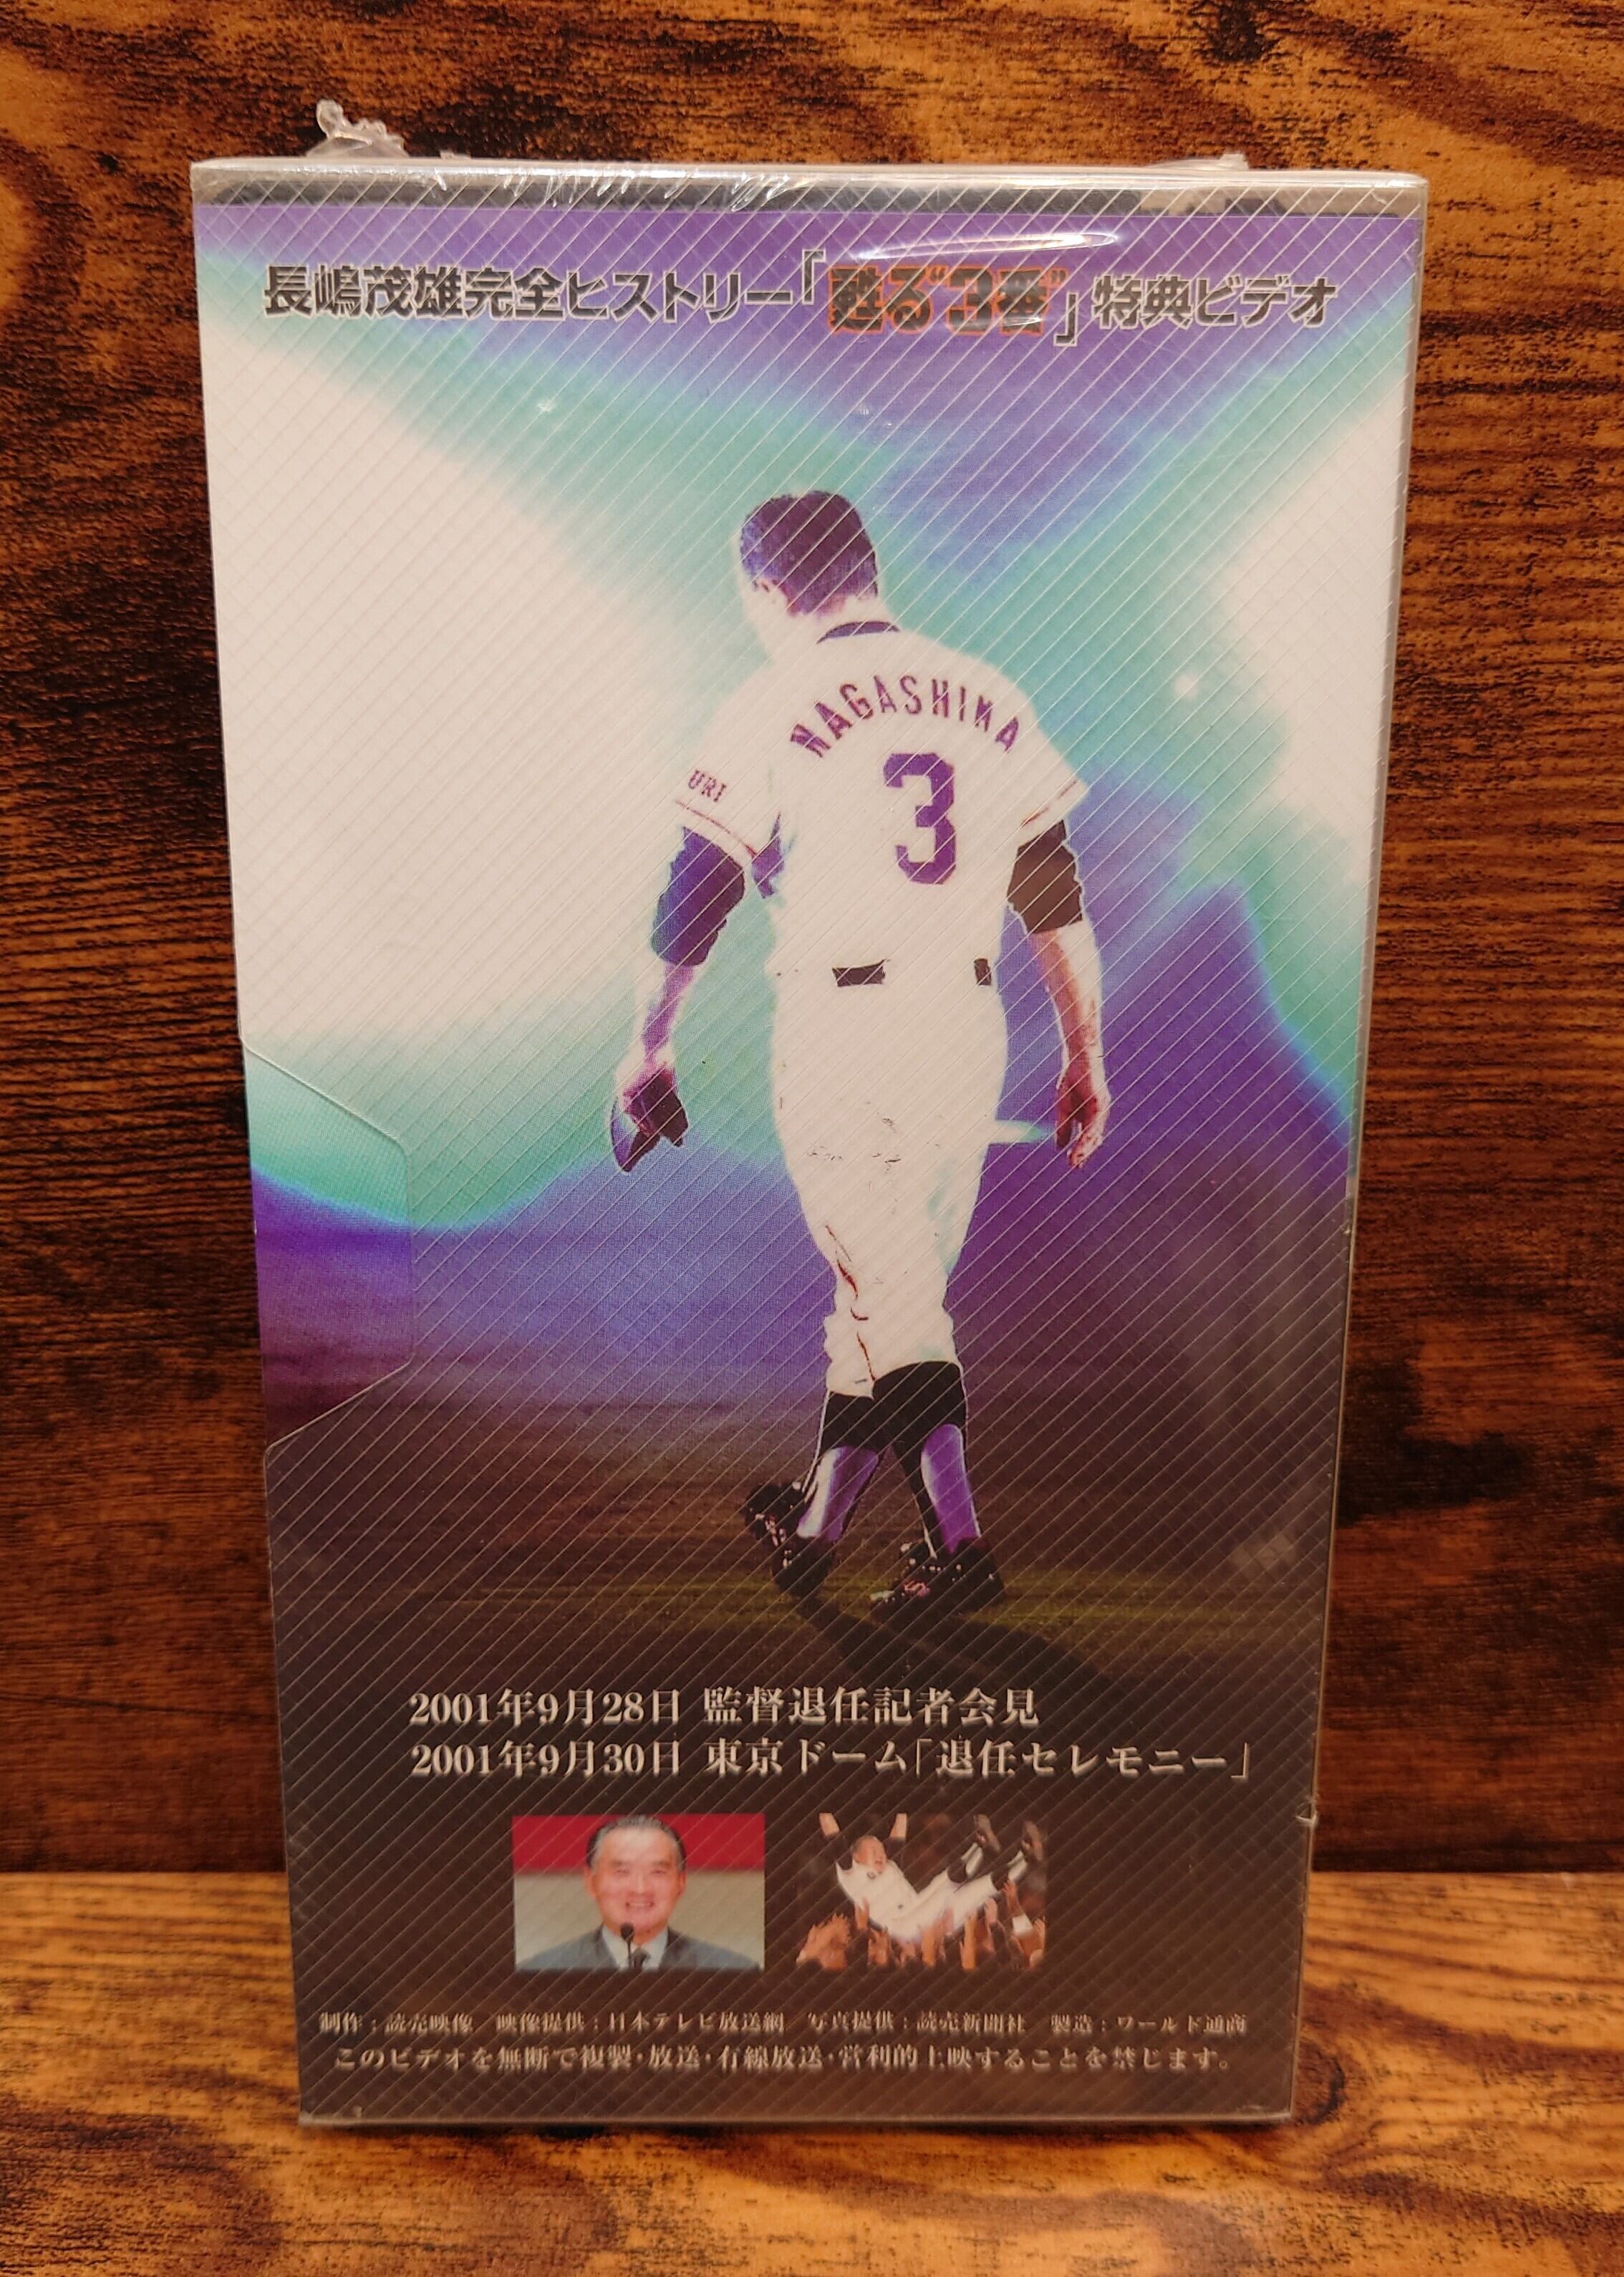 長嶋茂雄完全ヒストリー「甦る"3番"」特典ビデオ
NAGASHIMA
URI
3
2001年9月28日 監督退任記者会見
2001年9月30日 東京ドーム「退任セレモニー」
制作：読売映像／映像提供：日本テレビ放送網／写真提供：読売新聞社 製造：ワールド通商
このビデオを無断で複製・放送・有線放送・営利的上映することを禁じます。